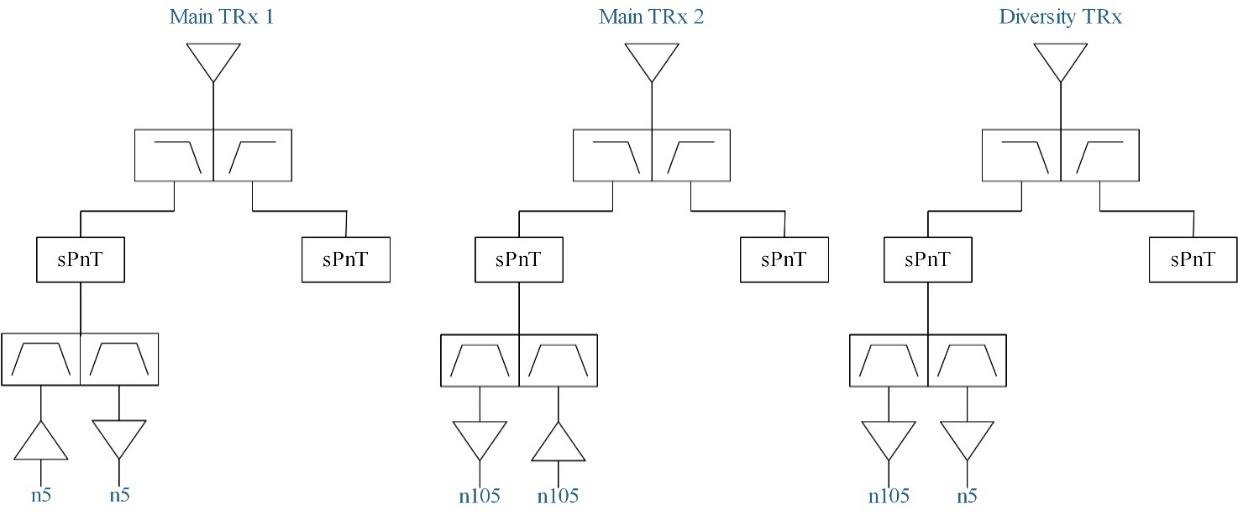 Main TRx 1
Main TRx 2
Diversity TRx
sPnT
sPnT
sPnT
sPnT
sPnT
sPnT
n5
n5
n105
n105
n105
n5